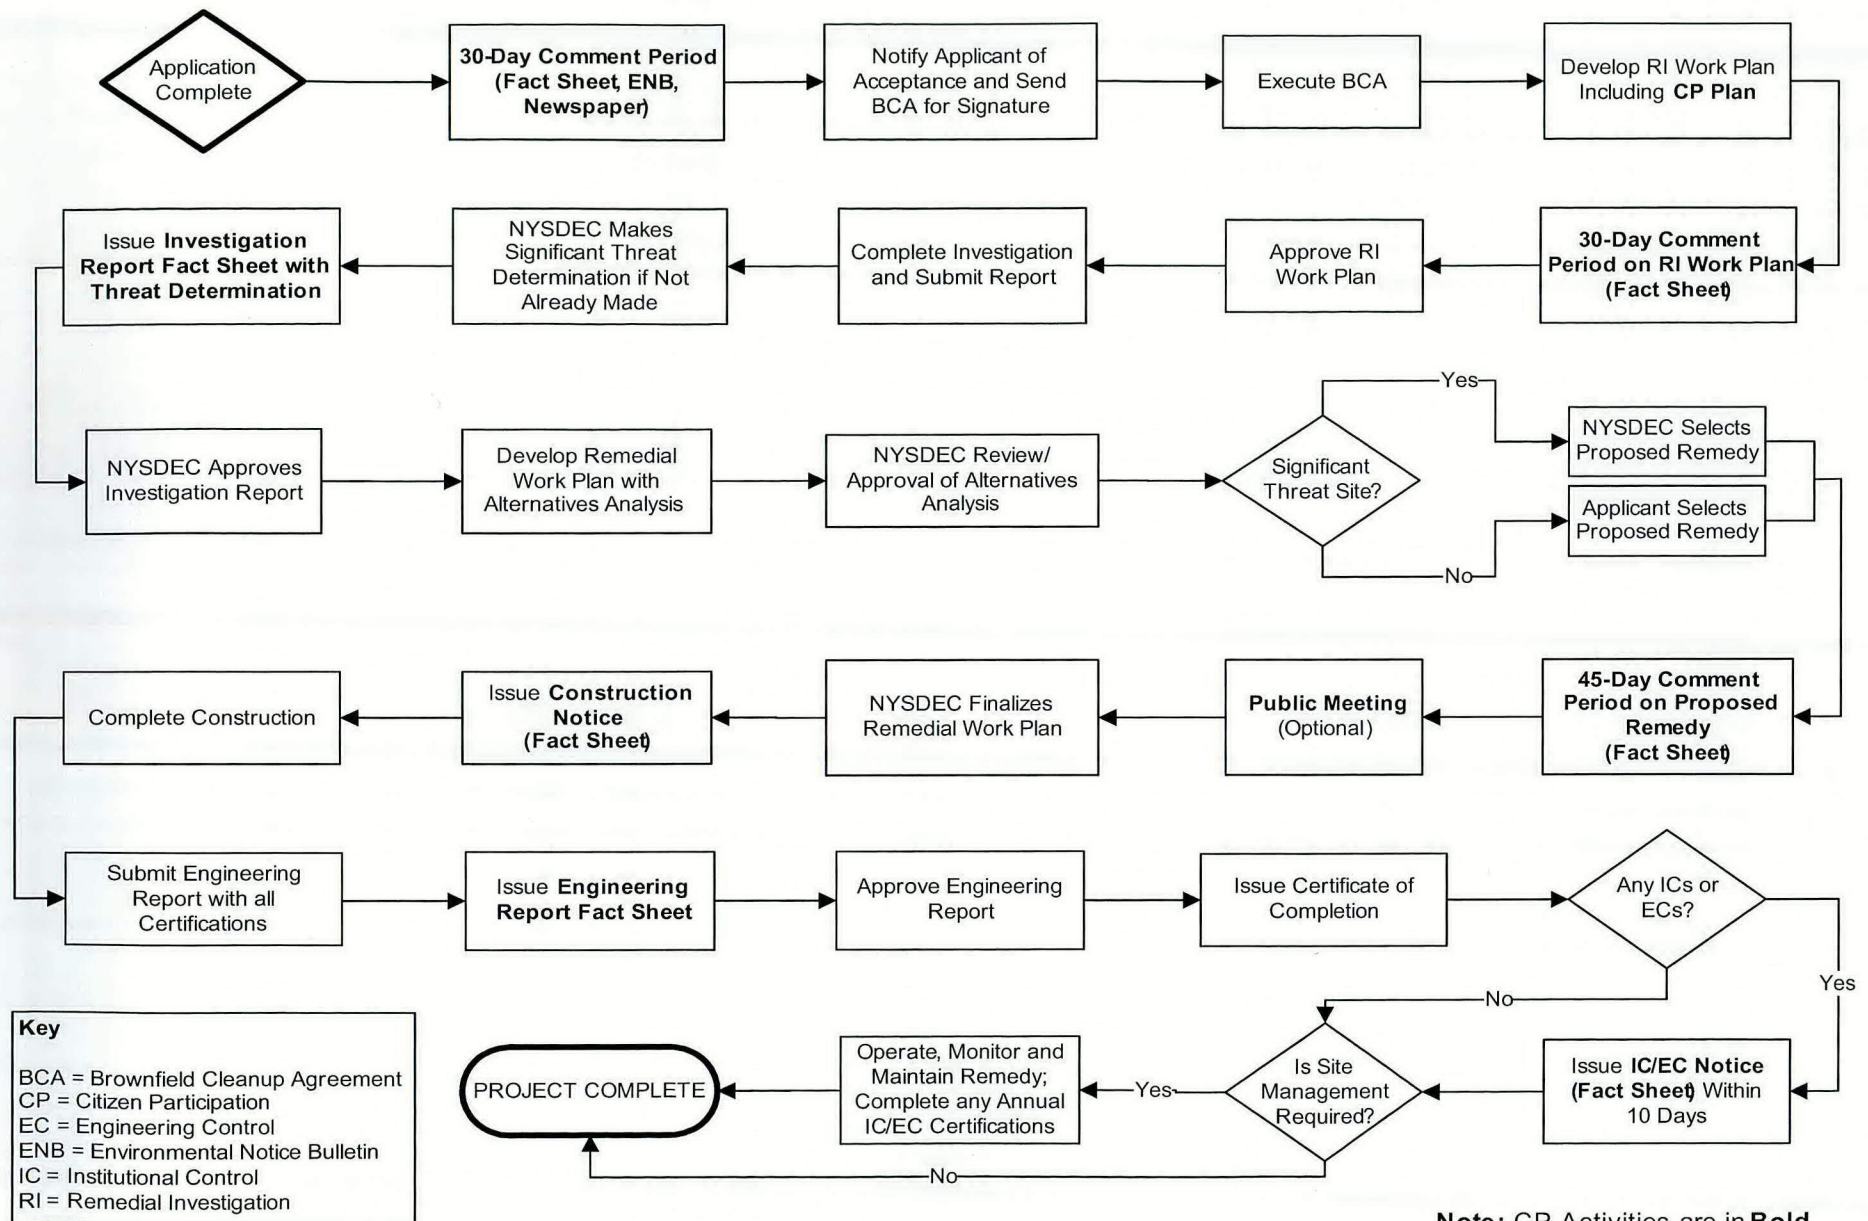 Application
Complete
30-Day Comment Period
(Fact Sheet, ENB,
Newspaper)
Notify Applicant of
Acceptance and Send
BCA for Signature
Execute BCA
Develop RI Work Plan
Including CP Plan
Issue Investigation
Report Fact Sheet with
Threat Determination
NYSDEC Makes
Significant Threat
Determination if Not
Already Made
Complete Investigation
and Submit Report
Approve RI
Work Plan
30-Day Comment
Period on RI Work Plan
(Fact Sheet)
NYSDEC Approves
Investigation Report
Develop Remedial
Work Plan with
Alternatives Analysis
NYSDEC Review/
Approval of Alternatives
Analysis
Significant
Threat Site?
Yes
No
NYSDEC Selects
Proposed Remedy
Applicant Selects
Proposed Remedy
Complete Construction
Issue Construction
Notice
(Fact Sheet)
NYSDEC Finalizes
Remedial Work Plan
Public Meeting
(Optional)
45-Day Comment
Period on Proposed
Remedy
(Fact Sheet)
Submit Engineering
Report with all
Certifications
Issue Engineering
Report Fact Sheet
Approve Engineering
Report
Issue Certificate of
Completion
Any ICs or
ECs?
Yes
No
Key
BCA = Brownfield Cleanup Agreement
CP = Citizen Participation
EC = Engineering Control
ENB = Environmental Notice Bulletin
IC = Institutional Control
RI = Remedial Investigation
PROJECT COMPLETE
Operate, Monitor and
Maintain Remedy;
Complete any Annual
IC/EC Certifications
Yes
Is Site
Management
Required?
Issue IC/EC Notice
(Fact Sheet) Within
10 Days
No
Note: CP Activities are in Bold